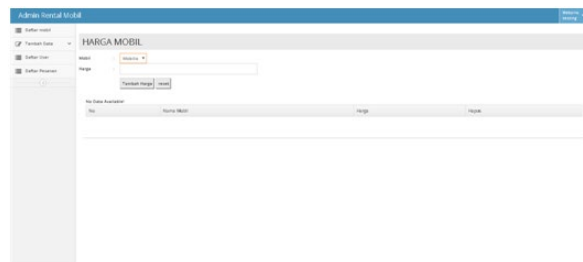 Admin Rental Mobil
Welcome
Daftar mobil
Tambah Data
Daftar User
Daftar Pesanan
HARGA MOBIL
Mobil :
Harga :
Tambah Harga reset
No Data Available!
No Nama Mobil Harga Hapus